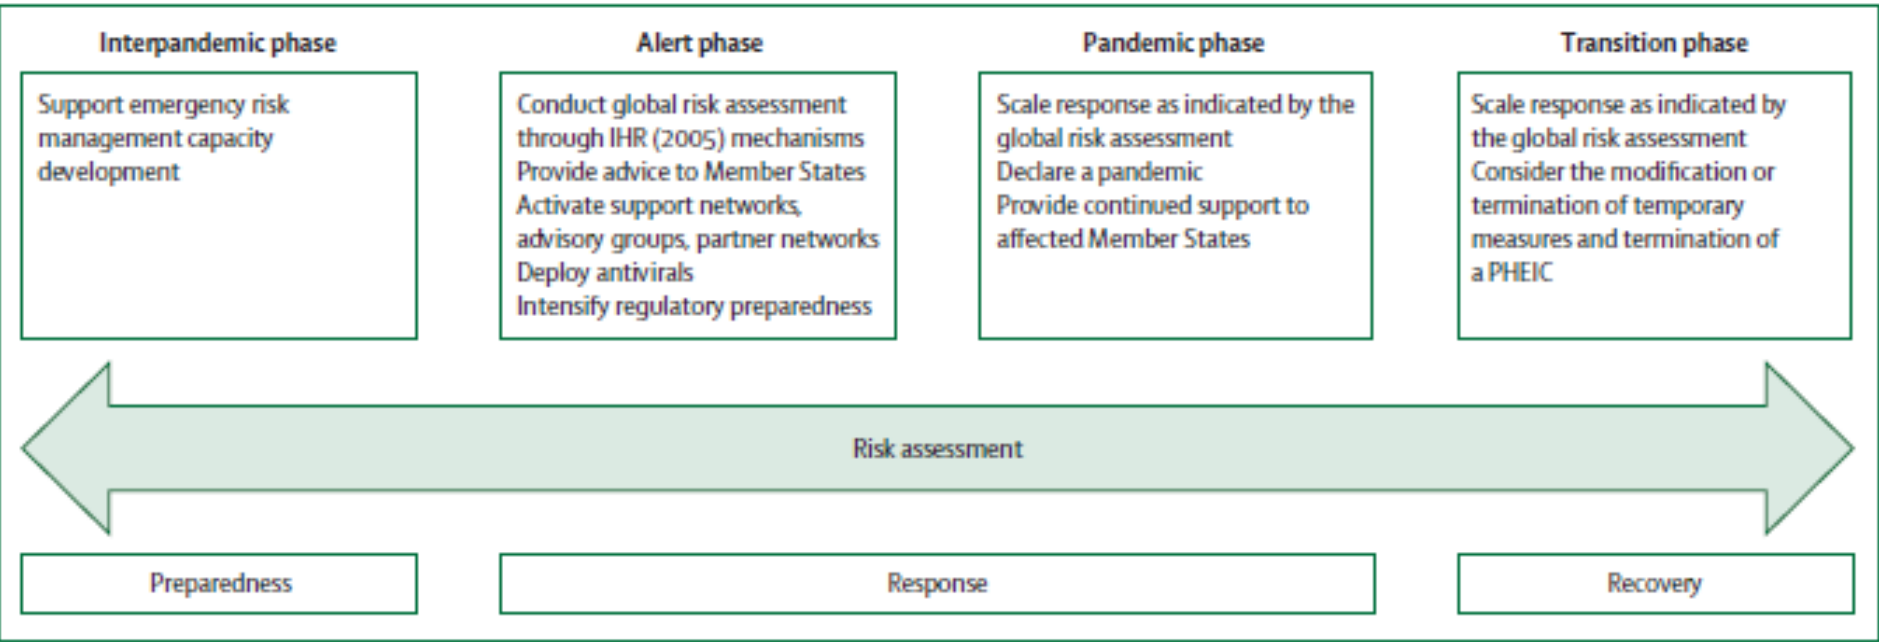 Interpandemic phase
Support emergency risk
management capacity
development
Alert phase
Conduct global risk assessment
through IHR (2005) mechanisms
Provide advice to Member States
Activate support networks,
advisory groups, partner networks
Deploy antivirals
Intensify regulatory preparedness
Pandemic phase
Scale response as indicated by the
global risk assessment
Declare a pandemic
Provide continued support to
affected Member States
Transition phase
Scale response as indicated by
the global risk assessment
Consider the modification or
termination of temporary
measures and termination of
a PHEIC
Risk assessment
Preparedness
Response
Recovery